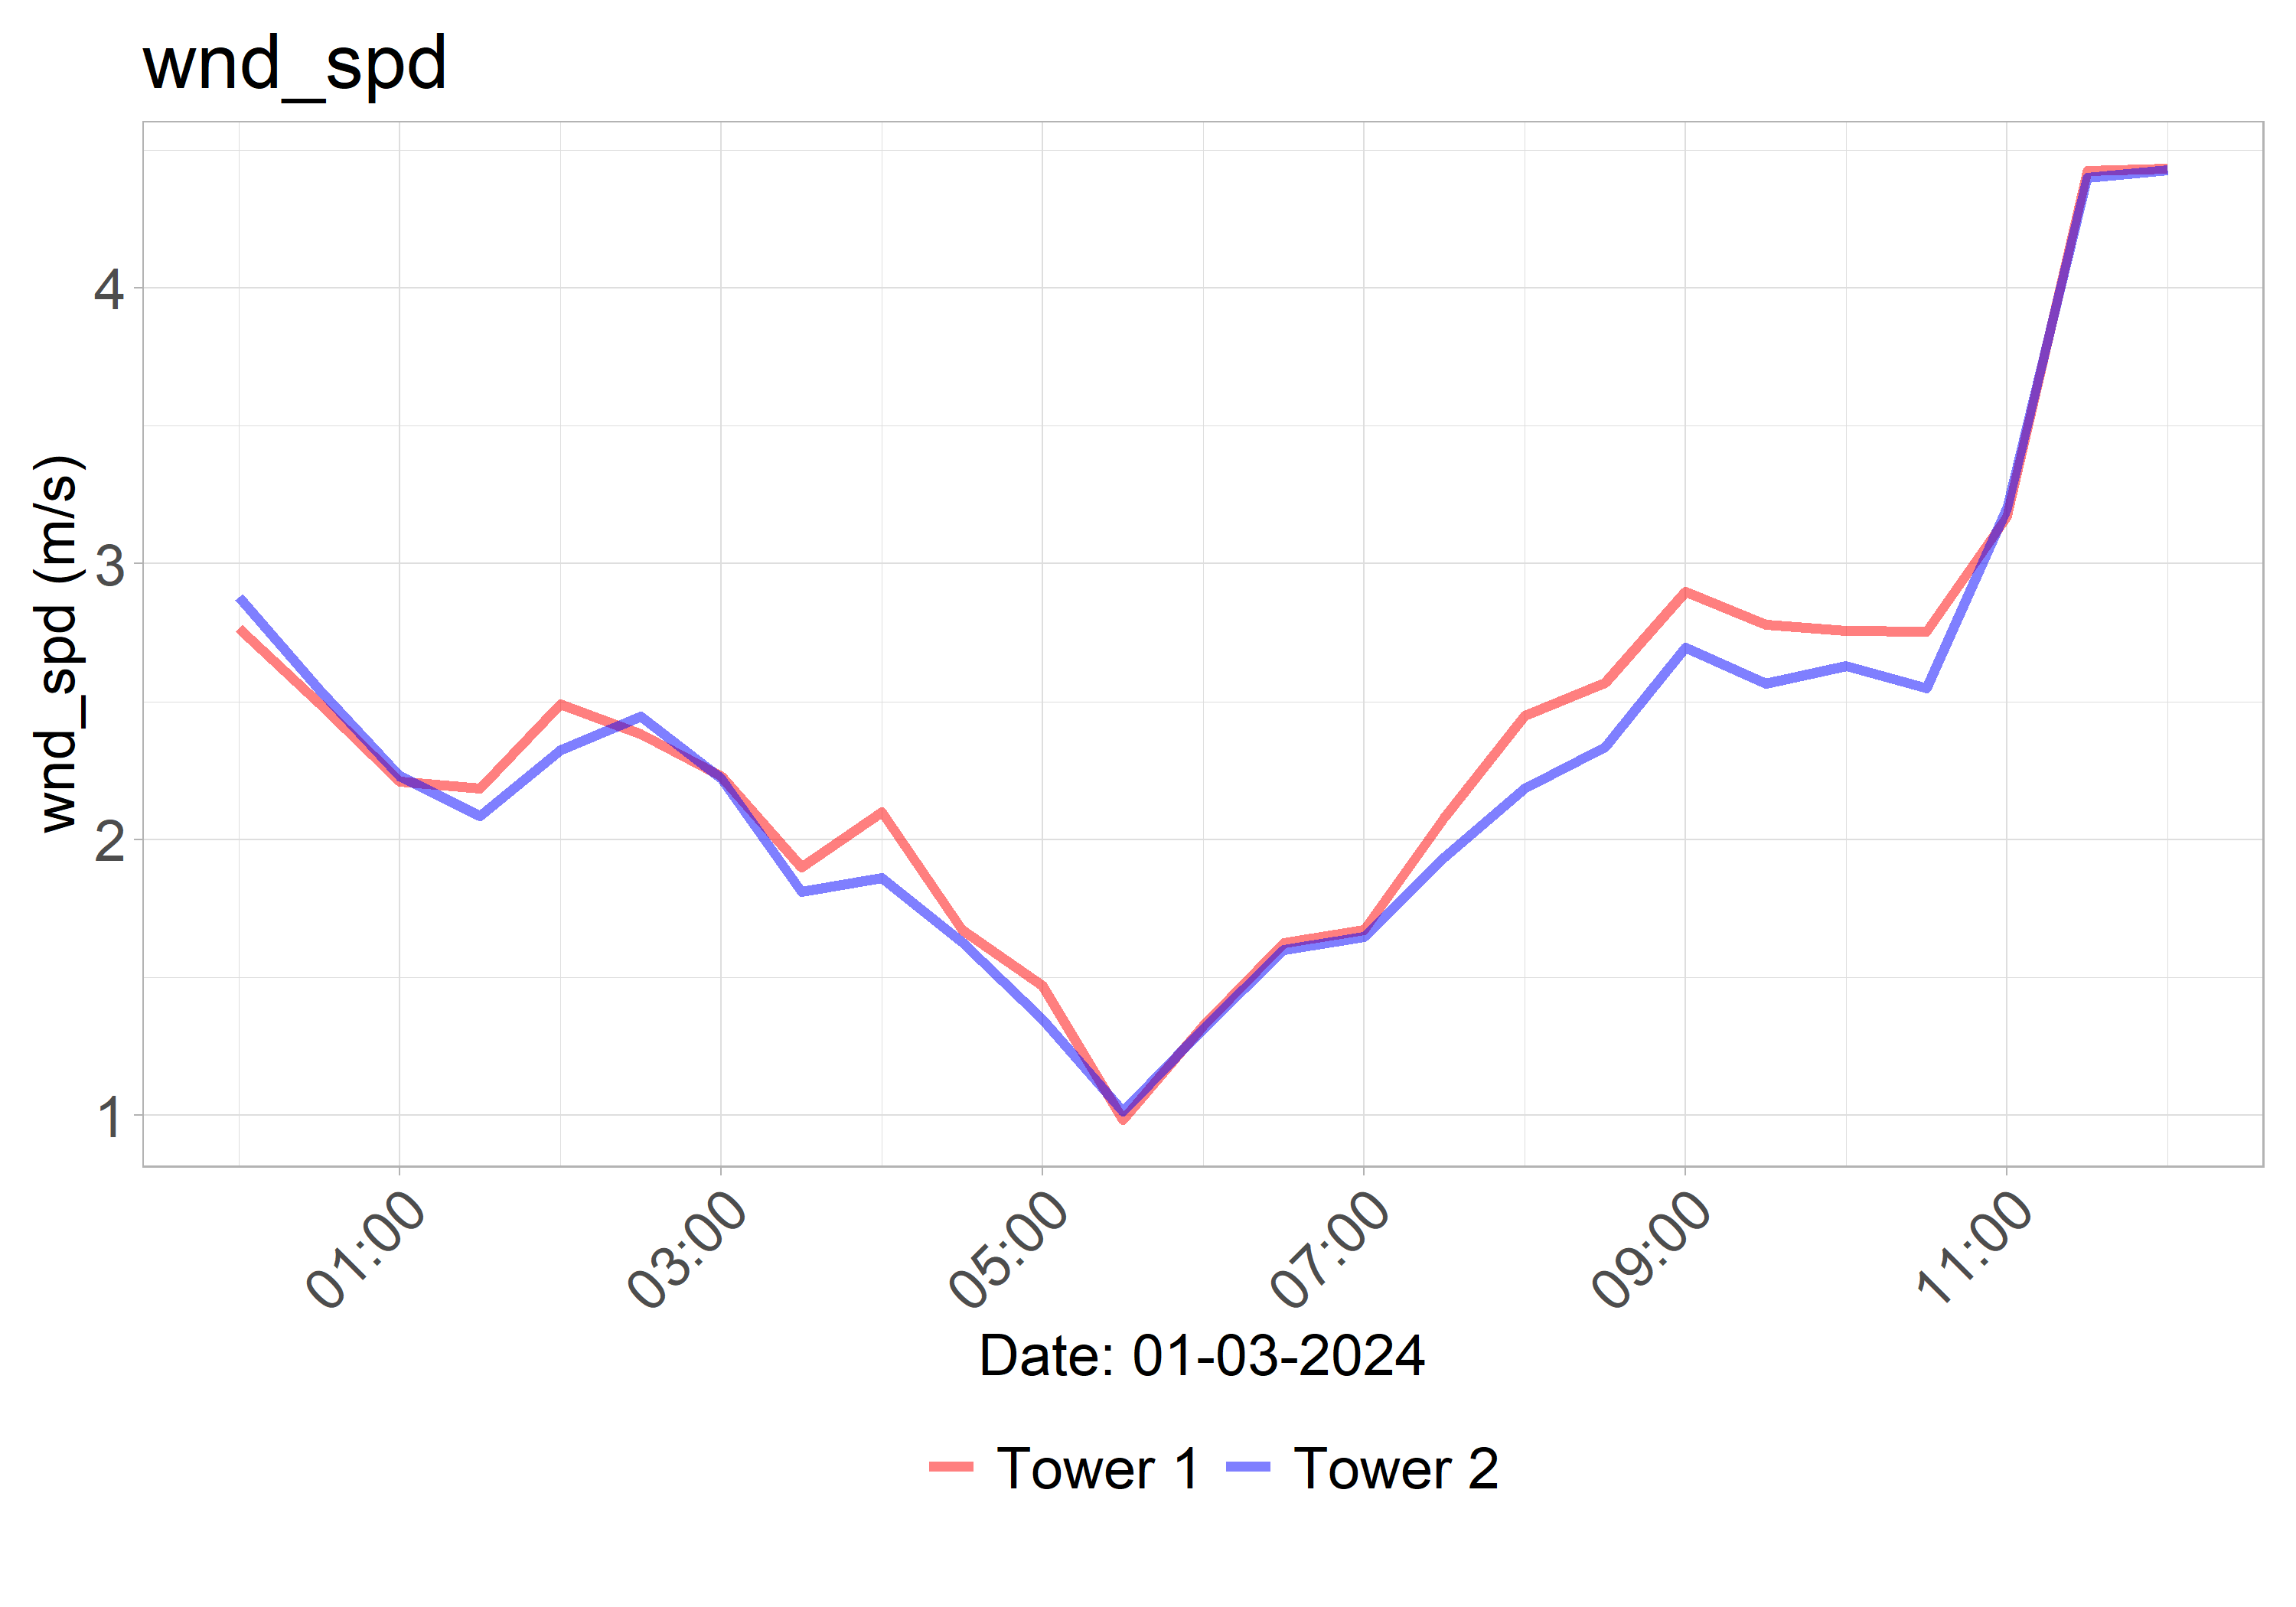 wnd_spd
wnd_spd (m/s)
4
3
2
1
01:00
03:00
05:00
07:00
09:00
11:00
Date: 01-03-2024
Tower 1
Tower 2